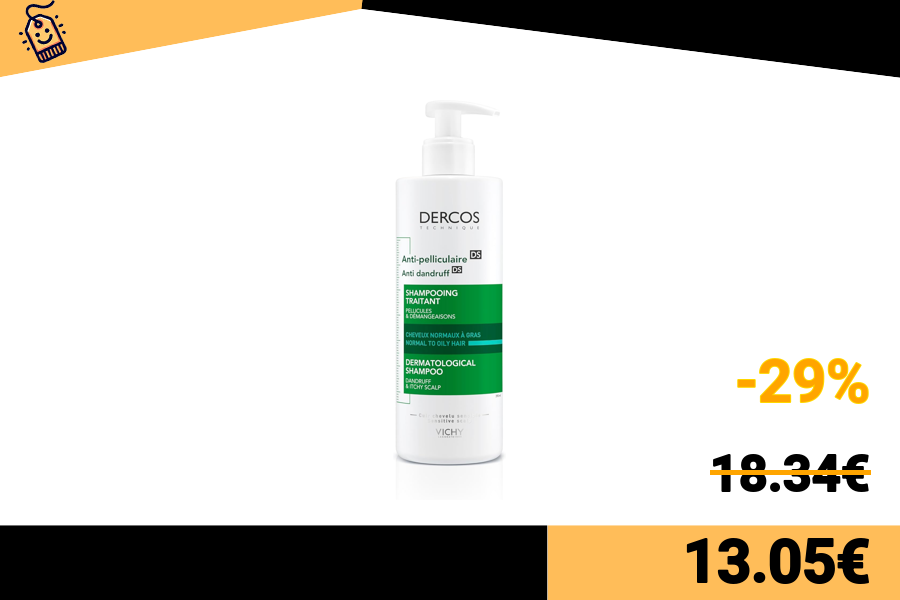 DERCOS
TECHNIQUE
Anti-pelliculaire DS
Anti dandruff DS
SHAMPOOING
TRAITANT
PELLICULES
& DÉMANGEAISONS
CHEVEUX NORMAUX À GRAS
NORMAL TO OILY HAIR
DERMATOLOGICAL
SHAMPOO
DANDRUFF
& ITCHY SCALP
VICHY
-29%
18.34€
13.05€